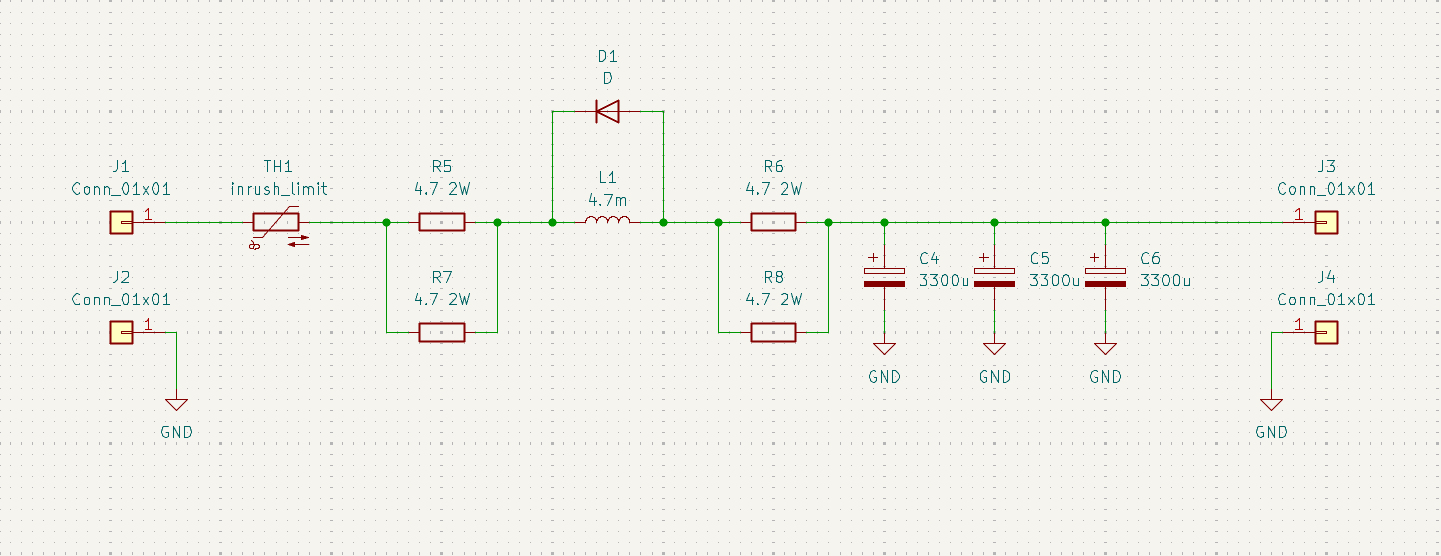 D1
D
J1
Conn_01x01
1
TH1
inrush_limit
R5
4.7 2W
L1
4.7m
R6
4.7 2W
J3
Conn_01x01
1
J2
Conn_01x01
1
R7
4.7 2W
R8
4.7 2W
+
C4
3300u
+
C5
3300u
+
C6
3300u
J4
Conn_01x01
1
GND
GND
GND
GND
GND